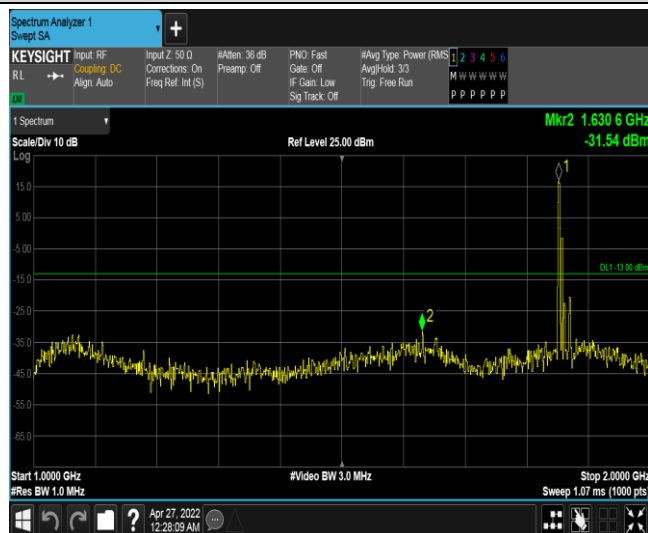 Spectrum Analyzer 1
Swept SA
+
KEYSIGHT
RL
Input: RF
Coupling: DC
Align: Auto
Input Z: 50 Ω
Corrections: On
Freq Ref: Int (S)
#Atten: 36 dB
Preamp: Off
PNO: Fast
Gate: Off
IF Gain: Low
Sig Track: Off
#Avg Type: Power (RMS
Avg|Hold: 3/3
Trig: Free Run
1 2 3 4 5 6
M W W W W W
P P P P P P
1 Spectrum
Scale/Div 10 dB
Ref Level 25.00 dBm
Mkr2 1.630 6 GHz
-31.54 dBm
Log
15.0
5.00
-5.00
-15.0
-25.0
-35.0
-45.0
-55.0
-65.0
1
DL1 -13.00 dBm
2
Start 1.0000 GHz
#Res BW 1.0 MHz
#Video BW 3.0 MHz
Stop 2.0000 GHz
Sweep 1.07 ms (1000 pts)
?
Apr 27, 2022
12:28:09 AM